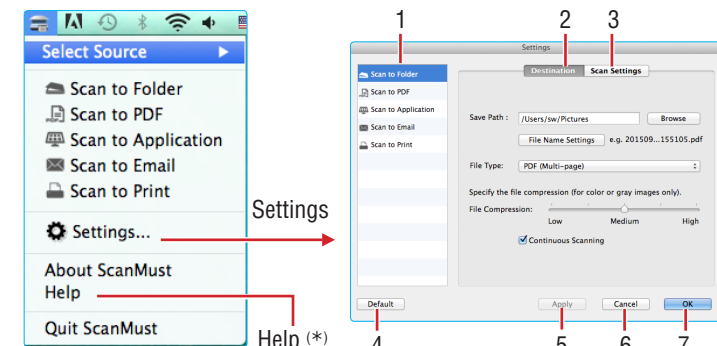 Select Source
Scan to Folder
Scan to PDF
Scan to Application
Scan to Email
Scan to Print
Settings...
About ScanMust
Help
Quit ScanMust
Settings
Help (*)
1
2
3
Settings
Scan to Folder
Scan to PDF
Scan to Application
Scan to Email
Scan to Print
Destination Scan Settings
Save Path : /Users/sw/Pictures Browse
File Name Settings e.g. 201509...155105.pdf
File Type: PDF (Multi-page)
Specify the file compression (for color or gray images only).
File Compression:
Low Medium High
Continuous Scanning
Default Apply Cancel OK
4 5 6 7